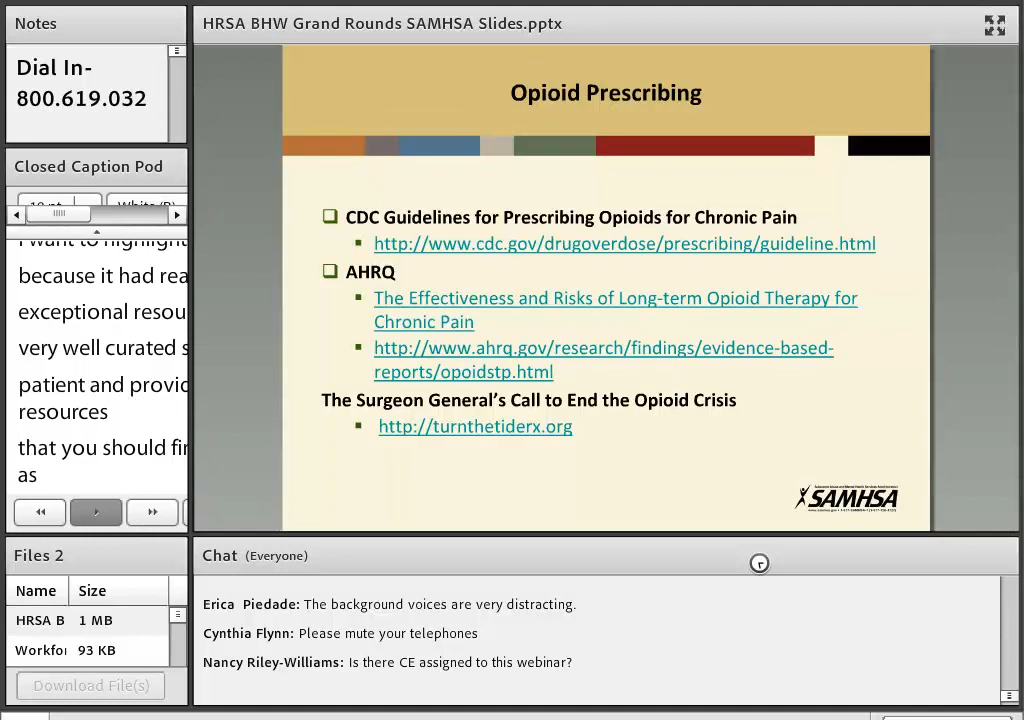 Notes
Dial In-
800.619.032
Closed Caption Pod
because it had rea
exceptional resou
very well curated s
patient and provid
resources
that you should fir
as
Files 2
Name Size
HRSA B 1 MB
Workfo 93 KB
Download File(s)
HRSA BHW Grand Rounds SAMHSA Slides.pptx
Opioid Prescribing
CDC Guidelines for Prescribing Opioids for Chronic Pain
http://www.cdc.gov/drugoverdose/prescribing/guideline.html
AHRQ
The Effectiveness and Risks of Long-term Opioid Therapy for
Chronic Pain
http://www.ahrq.gov/research/findings/evidence-based-
reports/opoidstp.html
The Surgeon General's Call to End the Opioid Crisis
http://turnthetiderx.org
SAMHSA
Chat (Everyone)
Erica Piedade: The background voices are very distracting.
Cynthia Flynn: Please mute your telephones
Nancy Riley-Williams: Is there CE assigned to this webinar?